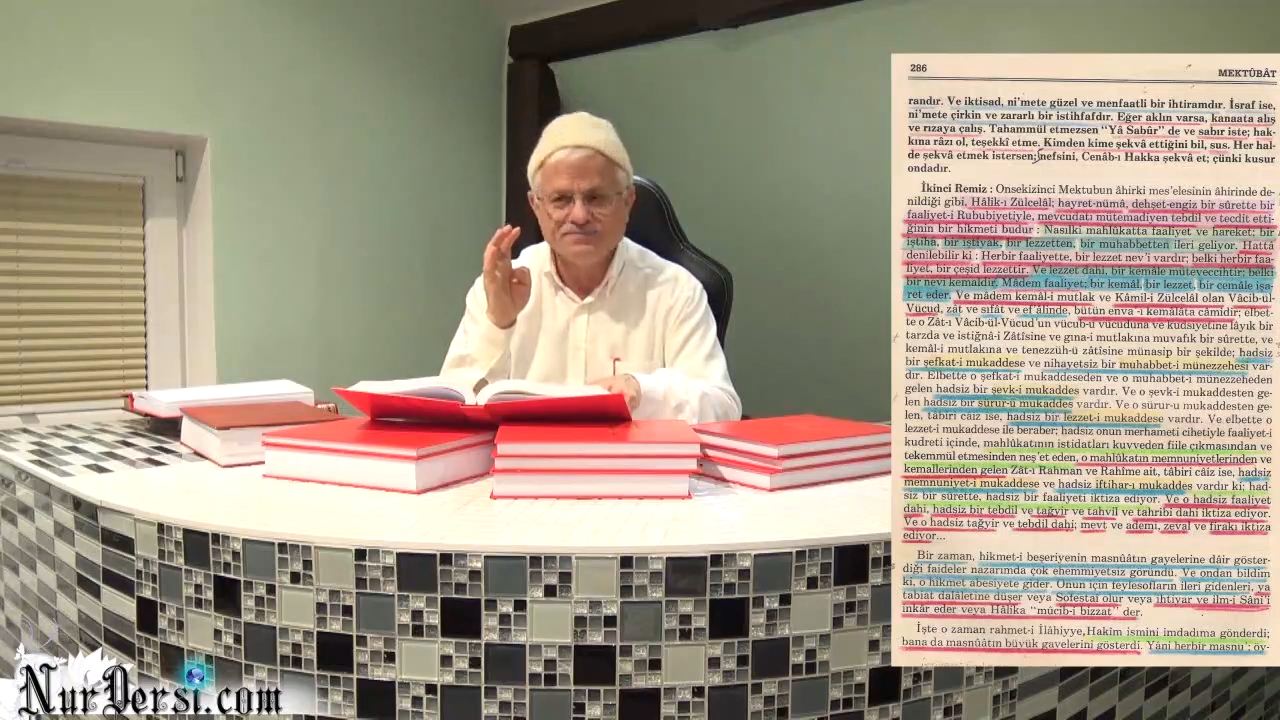 286
MEKTÛBÂT
randır. Ve iktisad, ni'mete güzel ve menfaatli bir ihtiramdır. İsraf ise,
ni'mete çirkin ve zararlı bir istihfafdır. Eğer aklın varsa, kanaata alış
ve rızaya çalış. Tahammül etmezsen "Yâ Sabûr" de ve sabır iste; hak-
kına râzı ol, teşekkî etme. Kimden kime şekvâ ettiğini bil, sus. Her hal-
de şekvâ etmek istersen; nefsini, Cenâb-ı Hakka şekvâ et; çünki kusur
ondadır.
İkinci Remiz : Onsekizinci Mektubun âhirki mes'elesinin âhirinde de-
nildiği gibi, Hâlik-ı Zülcelâl; hayret-nümâ, dehşet-engiz bir sûrette bir
faaliyet-i Rububiyetiyle, mevcudatı mütemadiyen tebdil ve tecdit etti-
ğinin bir hikmeti budur : Nasılki mahlûkatta faaliyet ve hareket; bir
iştihâ, bir iştiyak, bir lezzetten, bir muhabbetten ileri geliyor. Hattâ
denilebilir ki : Herbir faaliyette, bir lezzet nev'i vardır; belki herbir faa-
liyet, bir çeşid lezzettir. Ve lezzet dahi, bir kemâle müteveccihtir; belki
bir nevi kemaldir. Mâdem faaliyet; bir kemâl, bir lezzet, bir cemâle işa-
ret eder. Ve mâdem kemâl-i mutlak ve Kâmil-i Zülcelâl olan Vâcib-ül-
Vücud, zât ve sıfât ve ef'âlinde, bütün enva'-ı kemâlâta câmidir; elbet-
te o Zât-ı Vâcib-ül-Vücud'un vücub-u vücuduna ve kudsiyetine lâyık bir
tarzda ve istiğnâ-i Zâtîsine ve gına-i mutlakına muvafık bir sûrette, ve
kemâl-i mutlakına ve tenezzüh-ü zâtîsine münasip bir şekilde; hadsiz
bir şefkat-i mukaddese ve nihayetsiz bir muhabbet-i münezzehesi var-
dır. Elbette o şefkat-i mukaddeseden ve o muhabbet-i münezzeheden
gelen hadsiz bir şevk-i mukaddes vardır. Ve o şevk-i mukaddesten ge-
len hadsiz bir sürur-ü mukaddes vardır. Ve o sürur-u mukaddesten ge-
len, tâbiri câiz ise, hadsiz bir lezzet-i mukaddese vardır. Ve elbette o
lezzet-i mukaddese ile beraber; hadsiz onun merhameti cihetiyle faaliyet-i
kudreti içinde, mahlûkatının istidatları kuvveden fiile çıkmasından ve
tekemmül etmesinden neş'et eden, o mahlûkatın memnuniyetlerinden ve
kemallerinden gelen Zât-ı Rahman ve Rahîme ait, tâbiri câiz ise, hadsiz
memnuniyet-i mukaddese ve hadsiz iftihar-ı mukaddes vardır ki; had-
siz bir sûrette, hadsiz bir faaliyeti iktiza ediyor. Ve o hadsiz faaliyet
dahi, hadsiz bir tebdil ve tağyir ve tahvil ve tahribi dahi iktiza ediyor.
Ve o hadsiz tağyir ve tebdil dahi; mevt ve ademi, zeval ve firakı iktiza
ediyor...
Bir zaman, hikmet-i beşeriyenin masnûâtın gayelerine dâir göster-
diği faideler nazarımda çok ehemmiyetsiz göründü. Ve ondan bildim
ki, o hikmet abesiyete gider. Onun için feylesofların ileri gidenleri, ya
tabiat dalâletine düşer veya Sofestaî olur veya ihtiyar ve ilm-i Sâniî
inkâr eder veya Hâlika "mûcib-i bizzat" der.
İşte o zaman rahmet-i İlâhiyye, Hakîm ismini imdadıma gönderdi;
bana da masnûâtın büyük gayelerini gösterdi. Yâni herbir masnu'; öy-
NurDersi.com